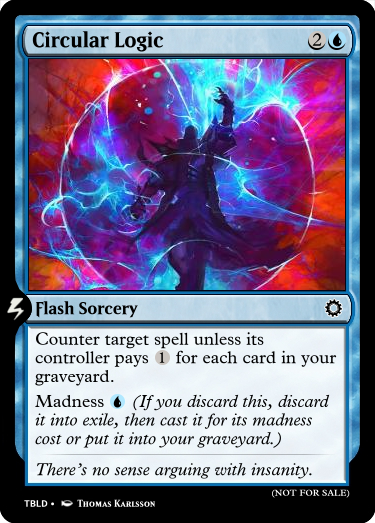 Circular Logic 2
Flash Sorcery
Counter target spell unless its
controller pays 1 for each card in your
graveyard.
Madness (If you discard this, discard
it into exile, then cast it for its madness
cost or put it into your graveyard.)
There's no sense arguing with insanity.
(NOT FOR SALE)
TBLD • Thomas Karlsson